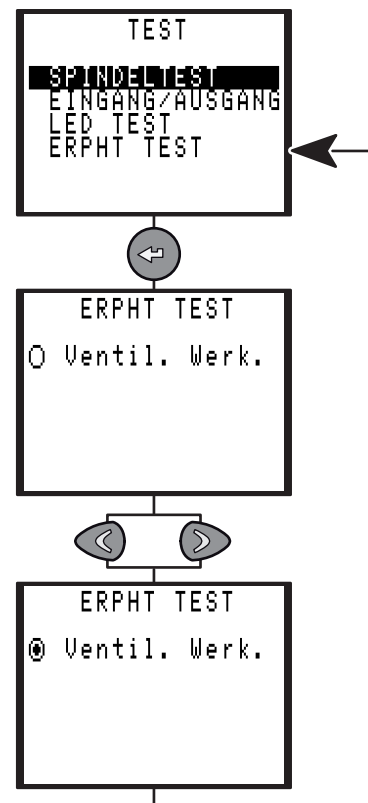 TEST
SPINDELTEST
EINGANG/AUSGANG
LED TEST
ERPHT TEST
ERPHT TEST
Ventil. Werk.
ERPHT TEST
Ventil. Werk.